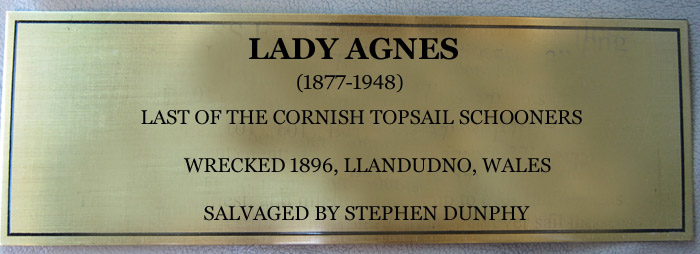 LADY AGNES
(1877-1948)
LAST OF THE CORNISH TOPSAIL SCHOONERS
WRECKED 1896, LLANDUDNO, WALES
SALVAGED BY STEPHEN DUNPHY